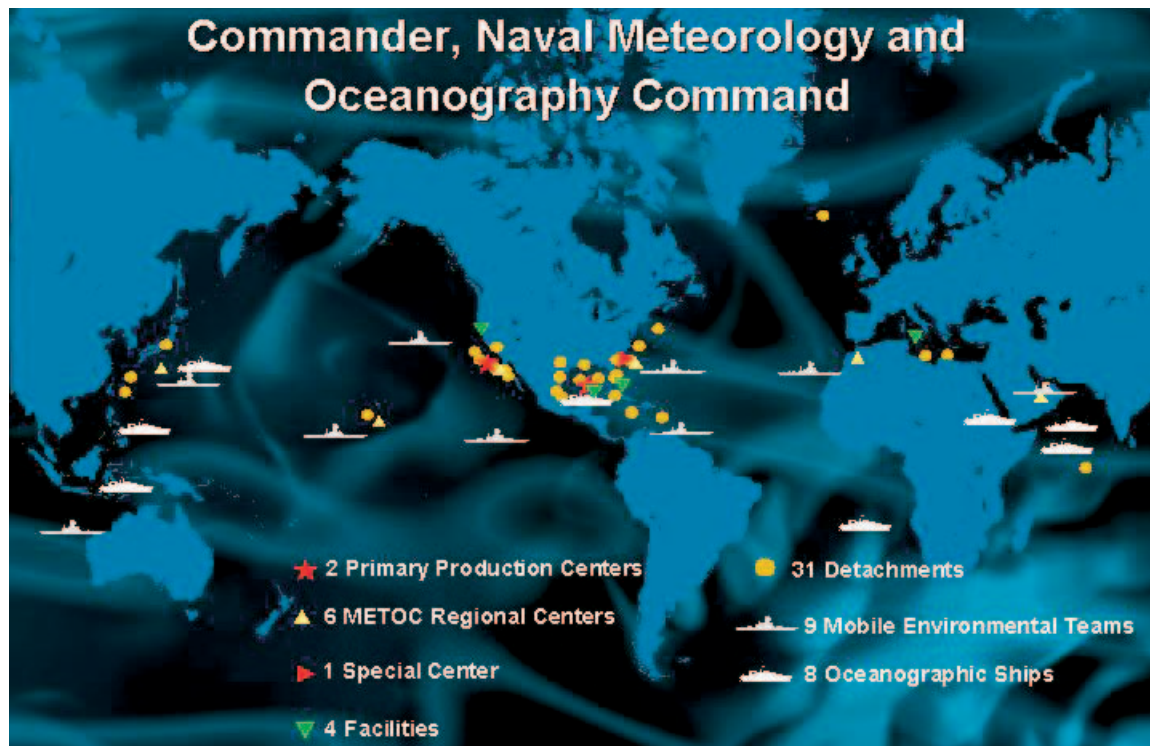 Commander, Naval Meteorology and
Oceanography Command
2 Primary Production Centers
6 METOC Regional Centers
1 Special Center
4 Facilities
31 Detachments
9 Mobile Environmental Teams
8 Oceanographic Ships